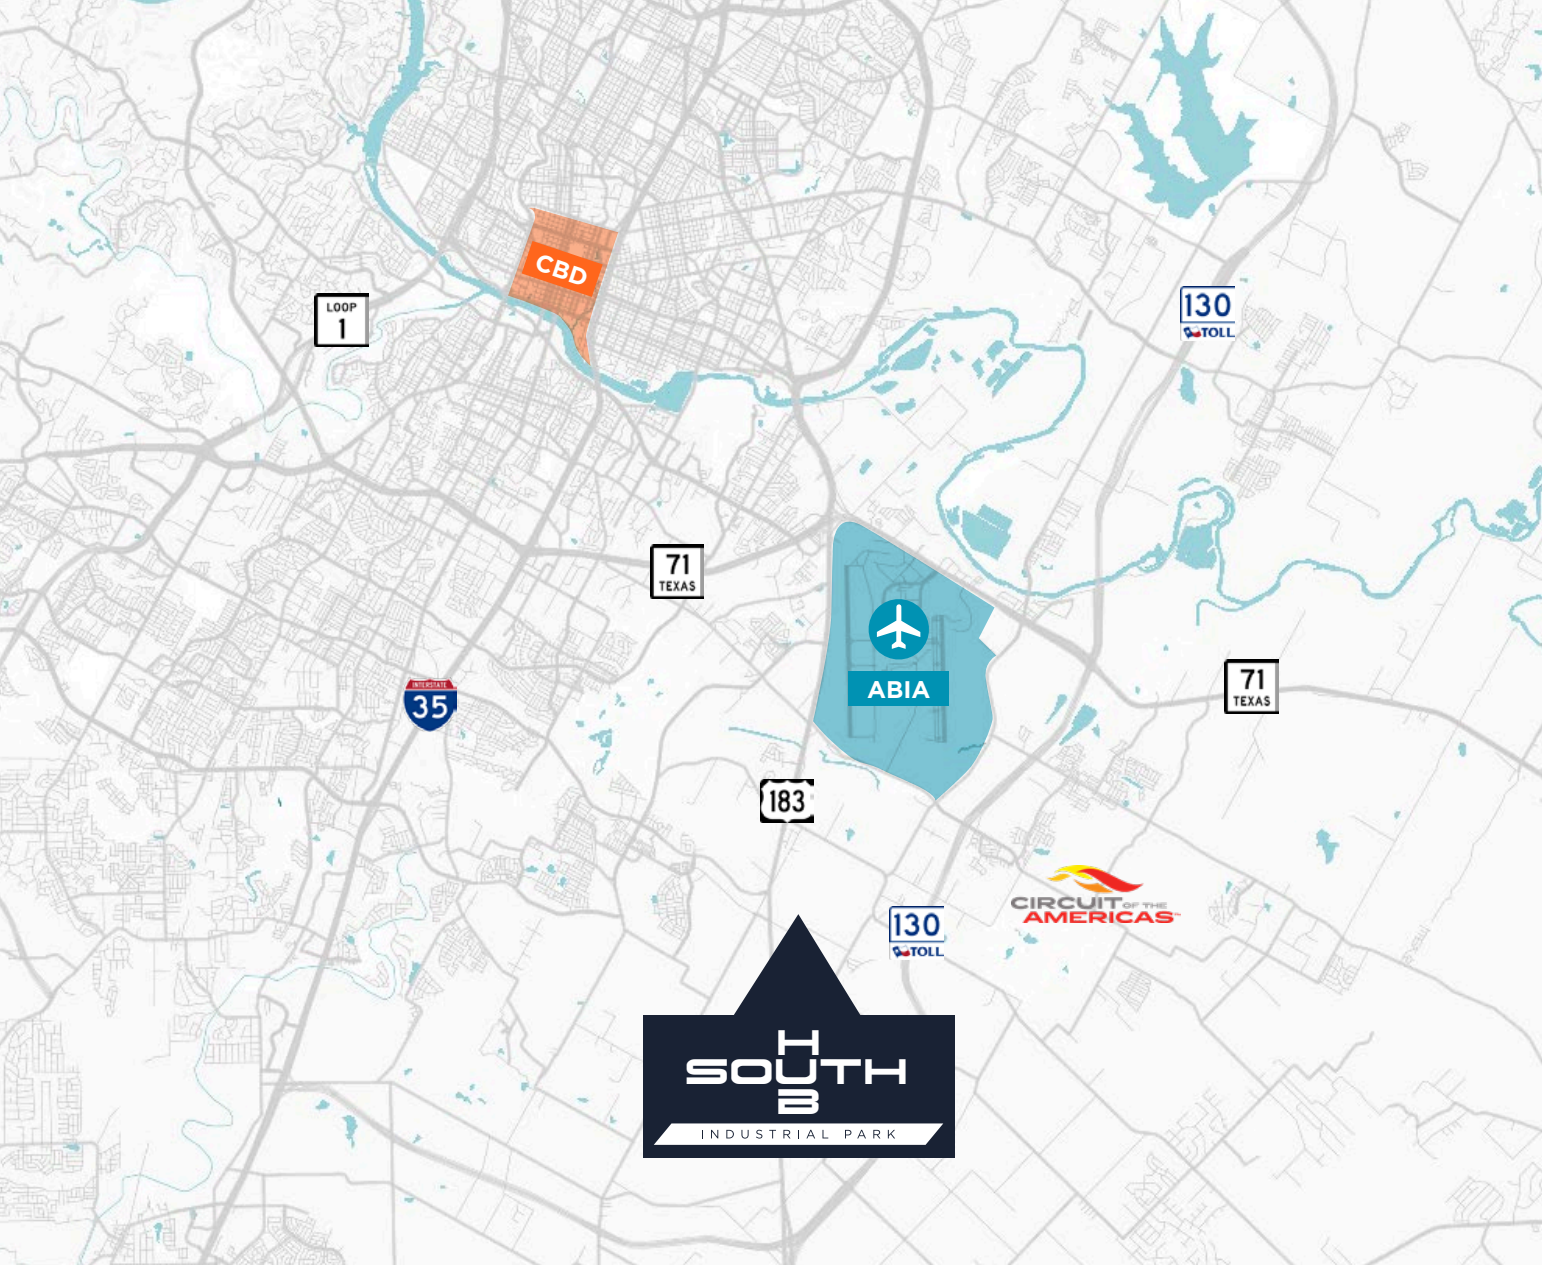 CBD
LOOP
1
130
TOLL
71
TEXAS
ABIA
71
TEXAS
INTERSTATE
35
183
CIRCUIT OF THE
AMERICAS™
130
TOLL
H
SOUTH
B
INDUSTRIAL PARK